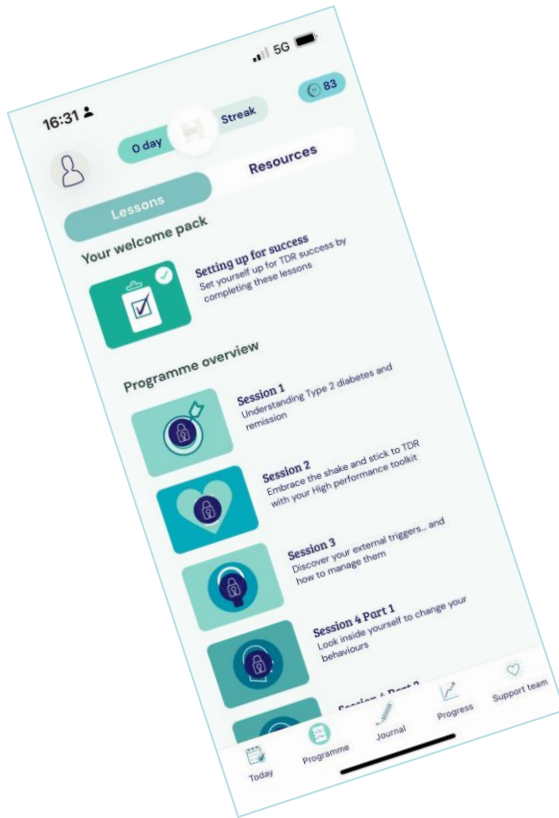 16:31
5G
0 day
Streak
83
Lessons
Resources
Your welcome pack
Setting up for success
Set yourself up for TDR success by
completing these lessons
Programme overview
Session 1
Understanding Type 2 diabetes and
remission
Session 2
Embrace the shake and stick to TDR
with your High performance toolkit
Session 3
Discover your external triggers... and
how to manage them
Session 4 Part 1
Look inside yourself to change your
behaviours
Session 4 Part 2
Today
Programme
Journal
Progress
Support team